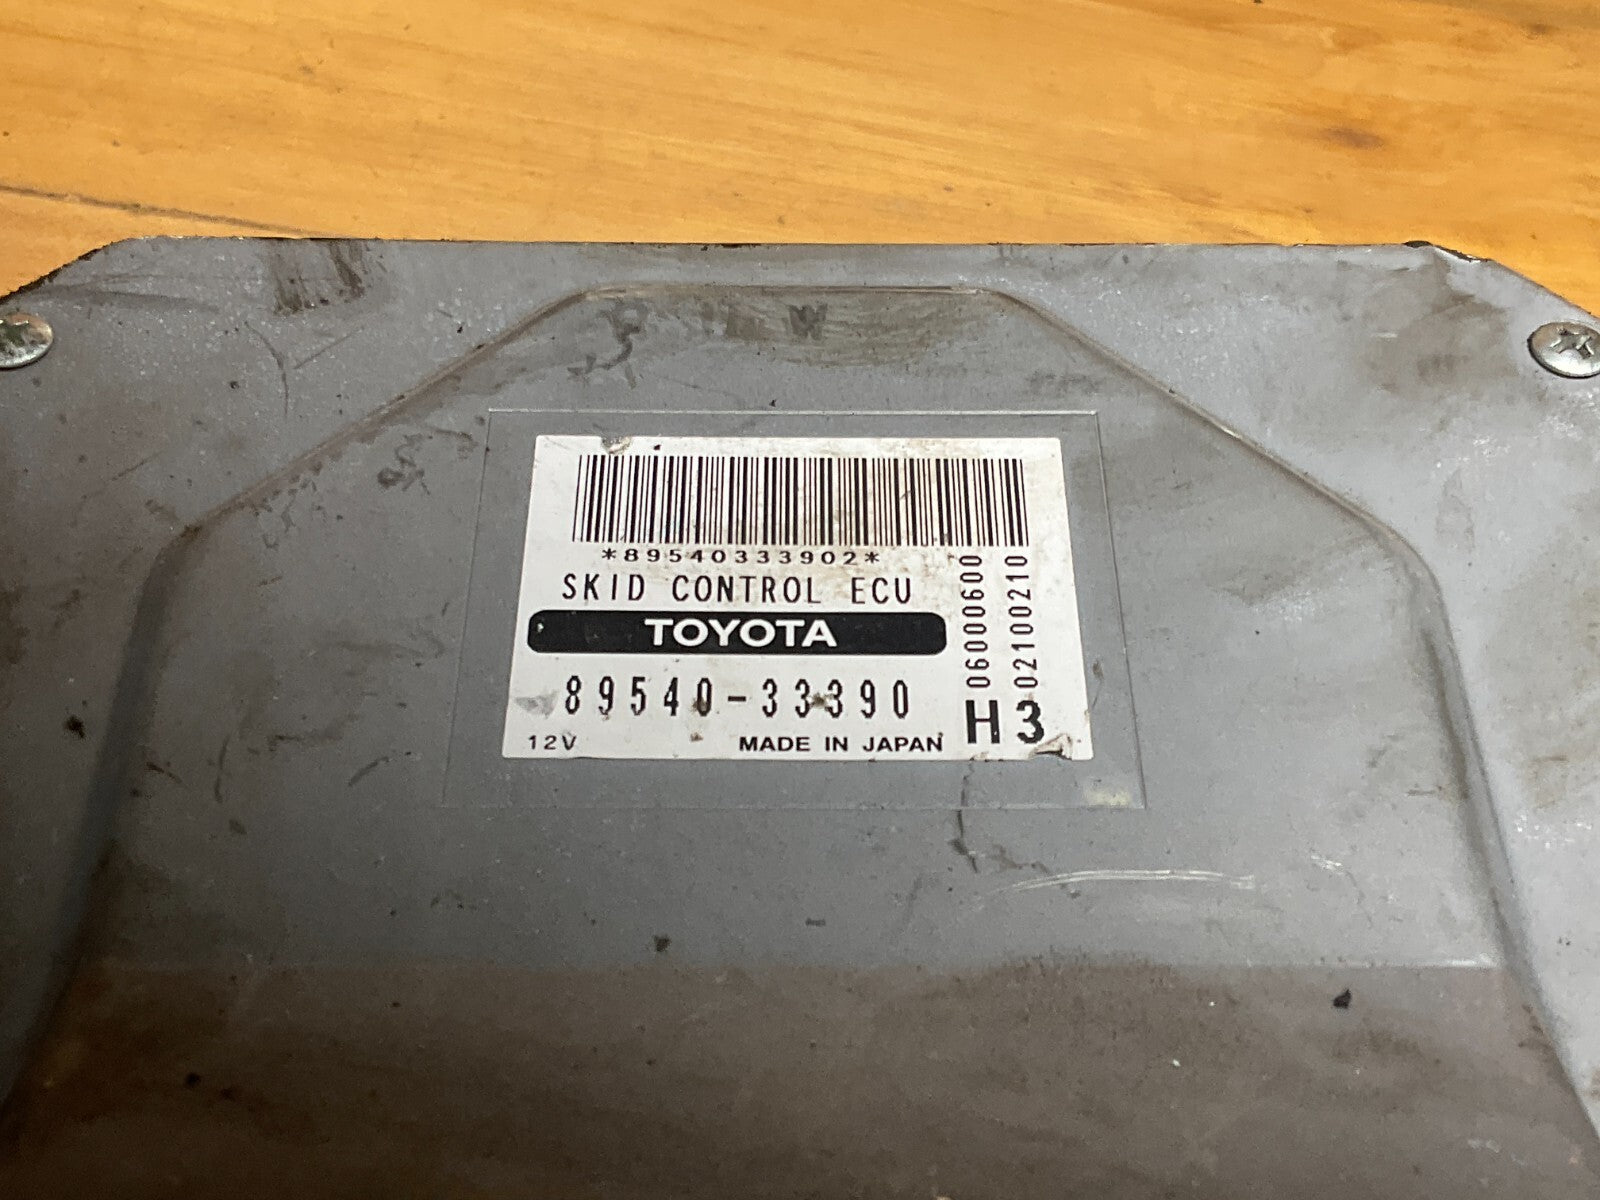 *89540333902*
SKID CONTROL ECU
TOYOTA
89540-33390
12V MADE IN JAPAN
06000600
02100210
H3